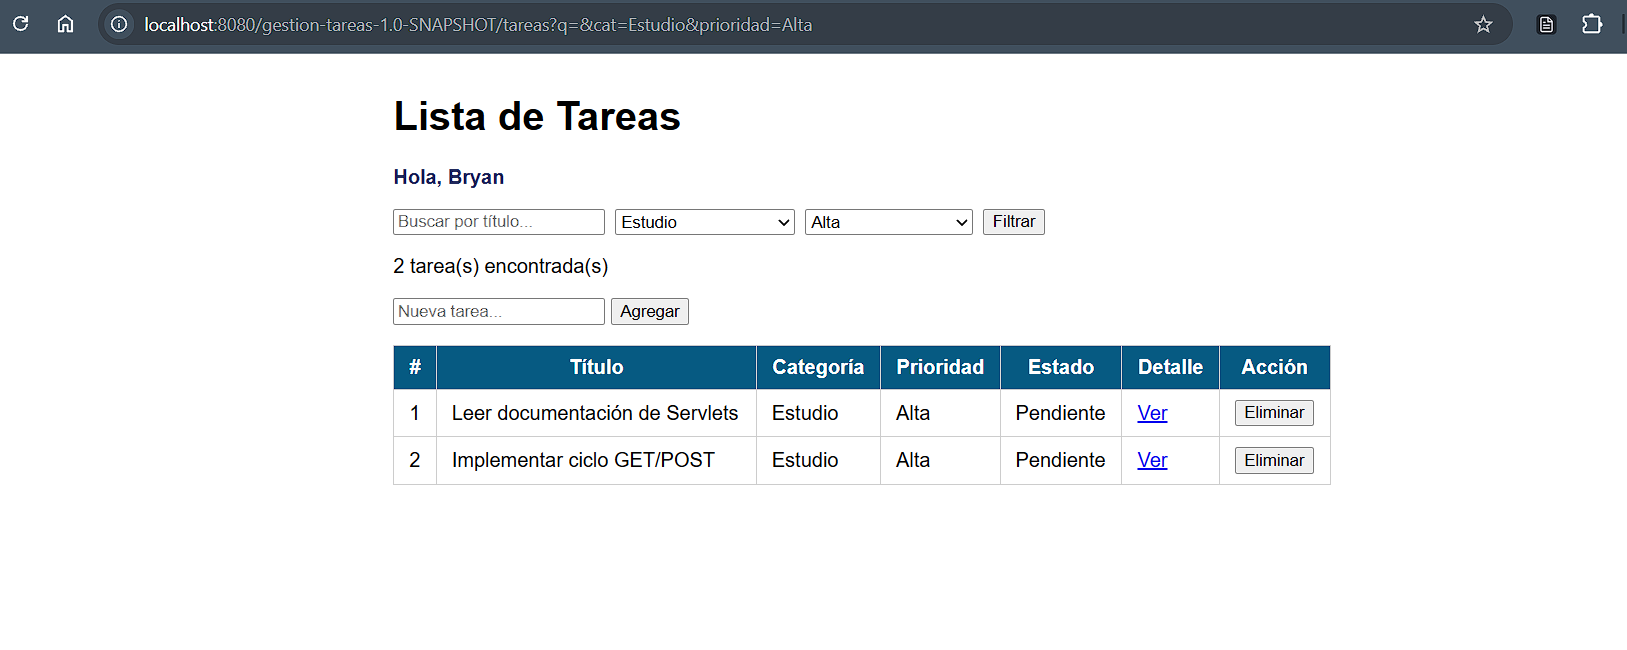 localhost:8080/gestion-tareas-1.0-SNAPSHOT/tareas?q=&cat=Estudio&prioridad=Alta
Lista de Tareas
Hola, Bryan
Buscar por título... Estudio Alta Filtrar
2 tarea(s) encontrada(s)
Nueva tarea... Agregar
# Título Categoría Prioridad Estado Detalle Acción
1 Leer documentación de Servlets Estudio Alta Pendiente Ver Eliminar
2 Implementar ciclo GET/POST Estudio Alta Pendiente Ver Eliminar